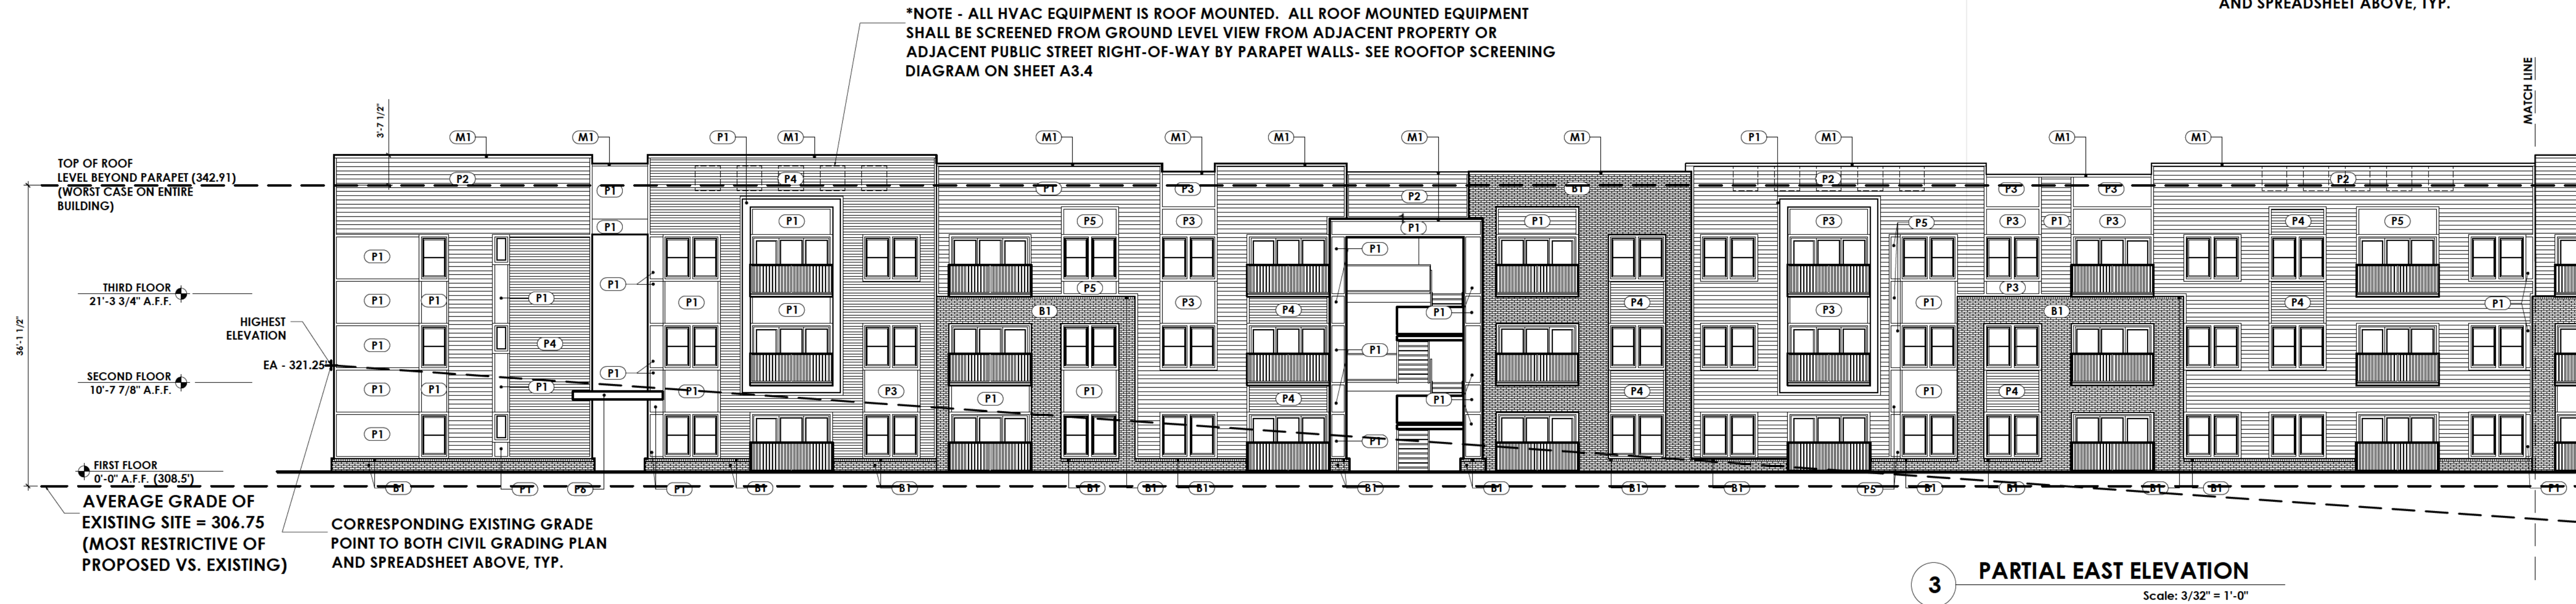 *NOTE - ALL HVAC EQUIPMENT IS ROOF MOUNTED. ALL ROOF MOUNTED EQUIPMENT
SHALL BE SCREENED FROM GROUND LEVEL VIEW FROM ADJACENT PROPERTY OR
ADJACENT PUBLIC STREET RIGHT-OF-WAY BY PARAPET WALLS- SEE ROOFTOP SCREENING
DIAGRAM ON SHEET A3.4
AND SPREADSHEET ABOVE, TYP.
MATCH LINE
3'-7 1/2"
M1 M1 P1 M1 M1 M1 M1 M1 M1 P1 M1 M1 M1
TOP OF ROOF
LEVEL BEYOND PARAPET (342.91)
(WORST CASE ON ENTIRE
BUILDING)
P2 P4 P2 P2
P1 P1 P3 B1 P3 P3
P2
P1 P5 P3 P1 P3 P5 P3 P1 P3 P4 P5
P1 P1
P1 P1
P1 P5 P3
THIRD FLOOR
21'-3 3/4" A.F.F.
P1 P1 P1 P1 P3 P4 P1 P4 P4 P1
P1 P4 P1 B1 P3 B1
HIGHEST
ELEVATION
36'-1 1/2"
P1 P4 P1
EA - 321.25'
P1
SECOND FLOOR
10'-7 7/8" A.F.F.
P1 P1 P1 P1 P3 P1 P1 P4 P1 P4 P1 P4
P1 P1
FIRST FLOOR
0'-0" A.F.F. (308.5')
B1 P1 P6 P1 B1 B1 B1 B1 B1 B1 B1 B1 B1 P5 B1 B1 B1 B1 P1
AVERAGE GRADE OF
EXISTING SITE = 306.75
(MOST RESTRICTIVE OF
PROPOSED VS. EXISTING)
CORRESPONDING EXISTING GRADE
POINT TO BOTH CIVIL GRADING PLAN
AND SPREADSHEET ABOVE, TYP.
3 PARTIAL EAST ELEVATION
Scale: 3/32" = 1'-0"